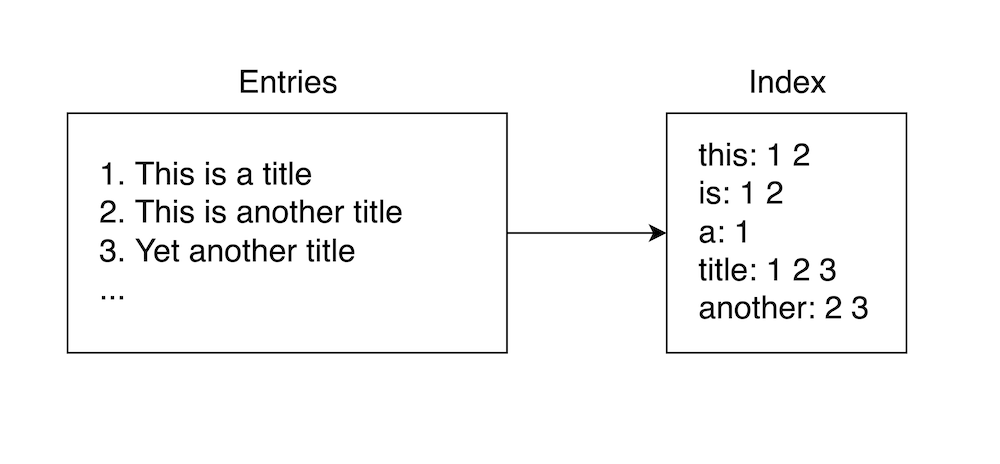 Entries
1. This is a title
2. This is another title
3. Yet another title
...
Index
this: 1 2
is: 1 2
a: 1
title: 1 2 3
another: 2 3